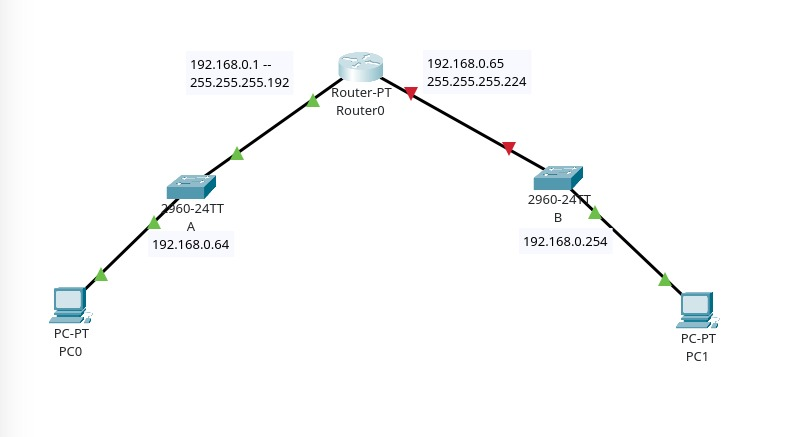 192.168.0.1 --
255.255.255.192
192.168.0.65
255.255.255.224
Router-PT
Router0
2960-24TT
A
192.168.0.64
2960-24TT
B
192.168.0.254
PC-PT
PC0
PC-PT
PC1